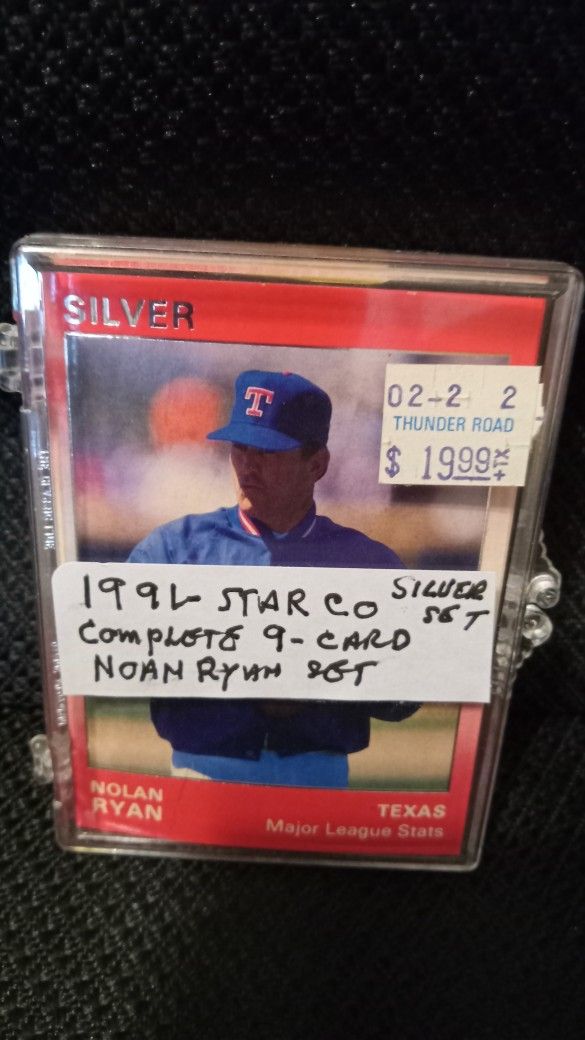 SILVER
02-2 2
THUNDER ROAD
$ 19.99 +TX
1991- STAR CO SILVER SET
COMPLETE 9-CARD
NOAN RYAN SET
NOLAN
RYAN
TEXAS
Major League Stats